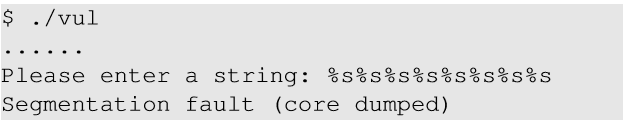 $ ./vul
......
Please enter a string: %s%s%s%s%s%s%s%s
Segmentation fault (core dumped)